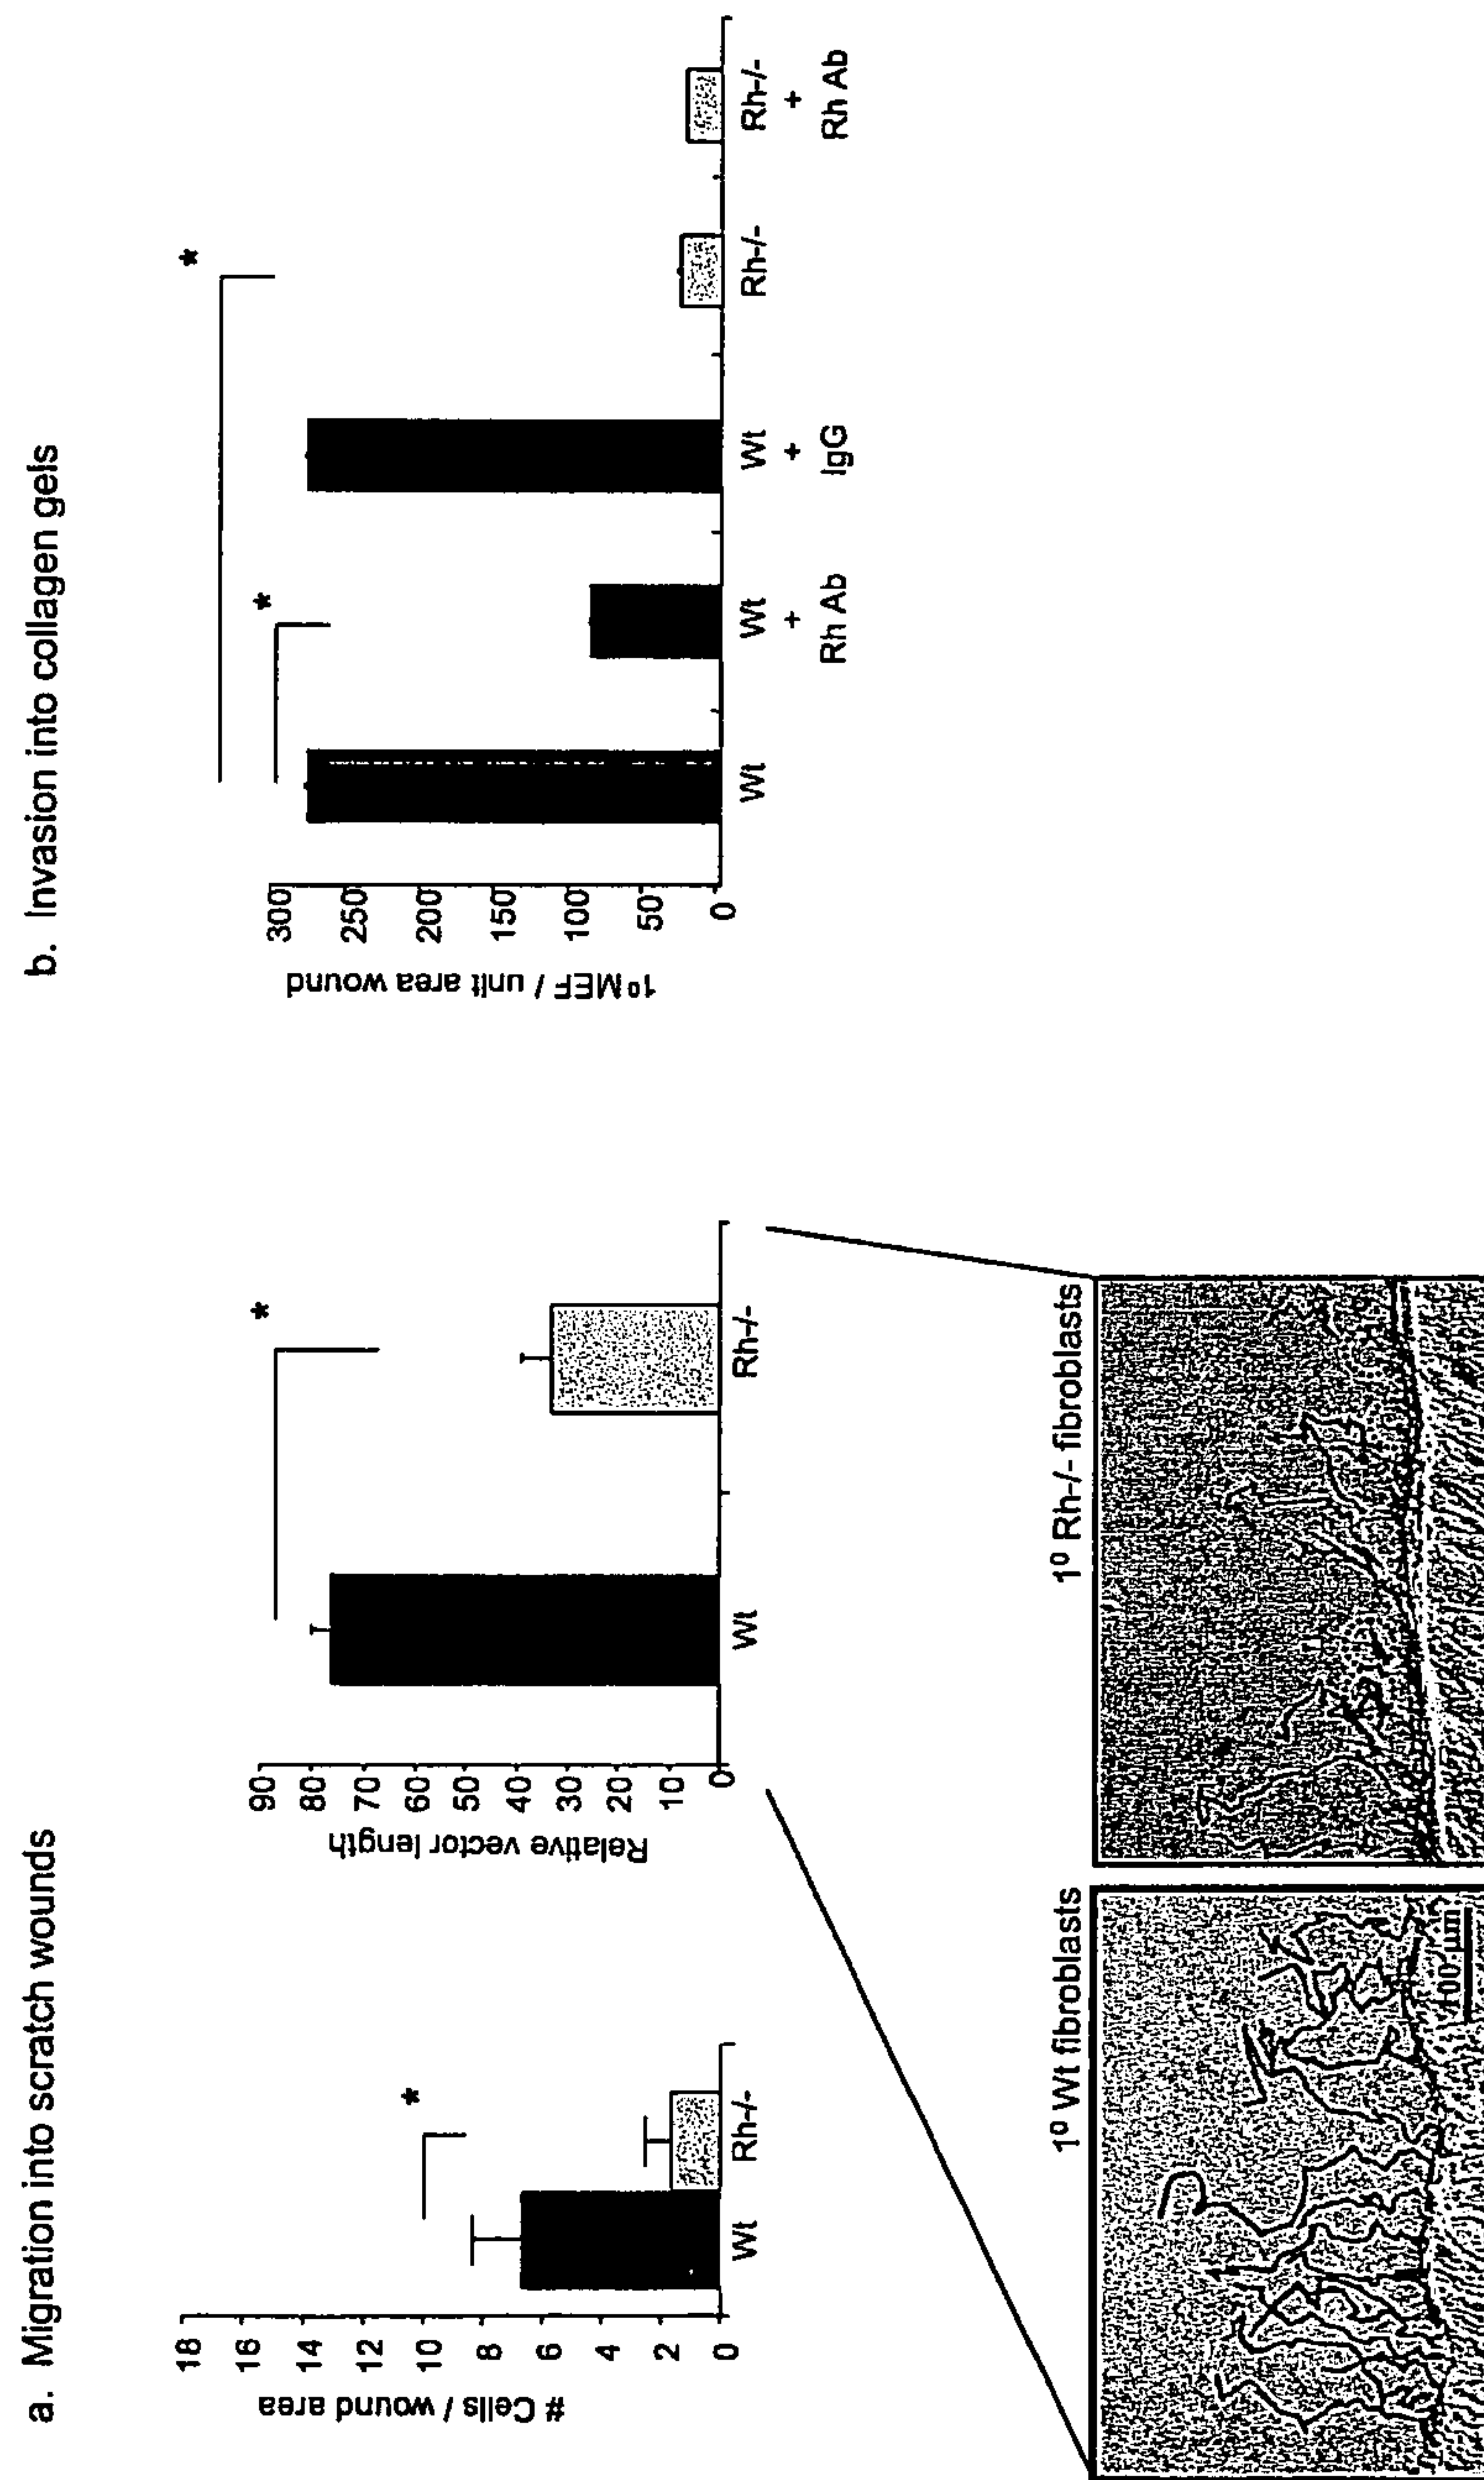 a. Migration into scratch wounds
# Cells / wound area
18
16
14
12
10
8
6
4
2
0
*
Wt
Rh-/-
Relative vector length
90
80
70
60
50
40
30
20
10
0
*
Wt
Rh-/-
1⁰ Wt fibroblasts
100 µm
1⁰ Rh-/- fibroblasts
b. Invasion into collagen gels
1⁰ MEF / unit area wound
300
250
200
150
100
50
0
*
*
Wt
Wt
+
Rh Ab
Wt
+
IgG
Rh-/-
Rh-/-
+
Rh Ab